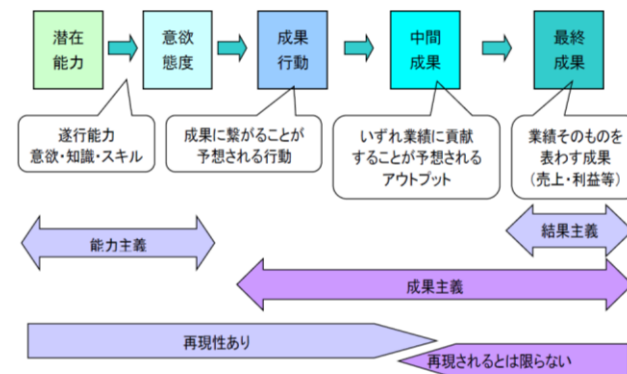 潜在
能力
意欲
態度
成果
行動
中間
成果
最終
成果
遂行能力
意欲・知識・スキル
成果に繋がることが
予想される行動
いずれ業績に貢献
することが予想される
アウトプット
業績そのものを
表わす成果
(売上・利益等)
能力主義
結果主義
成果主義
再現性あり
再現されるとは限らない